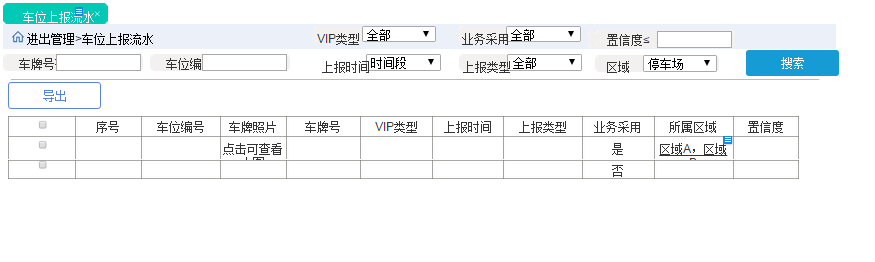 车位上报流水×
进出管理>车位上报流水
VIP类型 全部 业务采用 全部 置信度≤
车牌号 车位编 上报时间 时间段 上报类型 全部 区域 停车场 搜索
导出
序号 车位编号 车牌照片 车牌号 VIP类型 上报时间 上报类型 业务采用 所属区域 置信度
点击可查看 是 区域A，区域
否